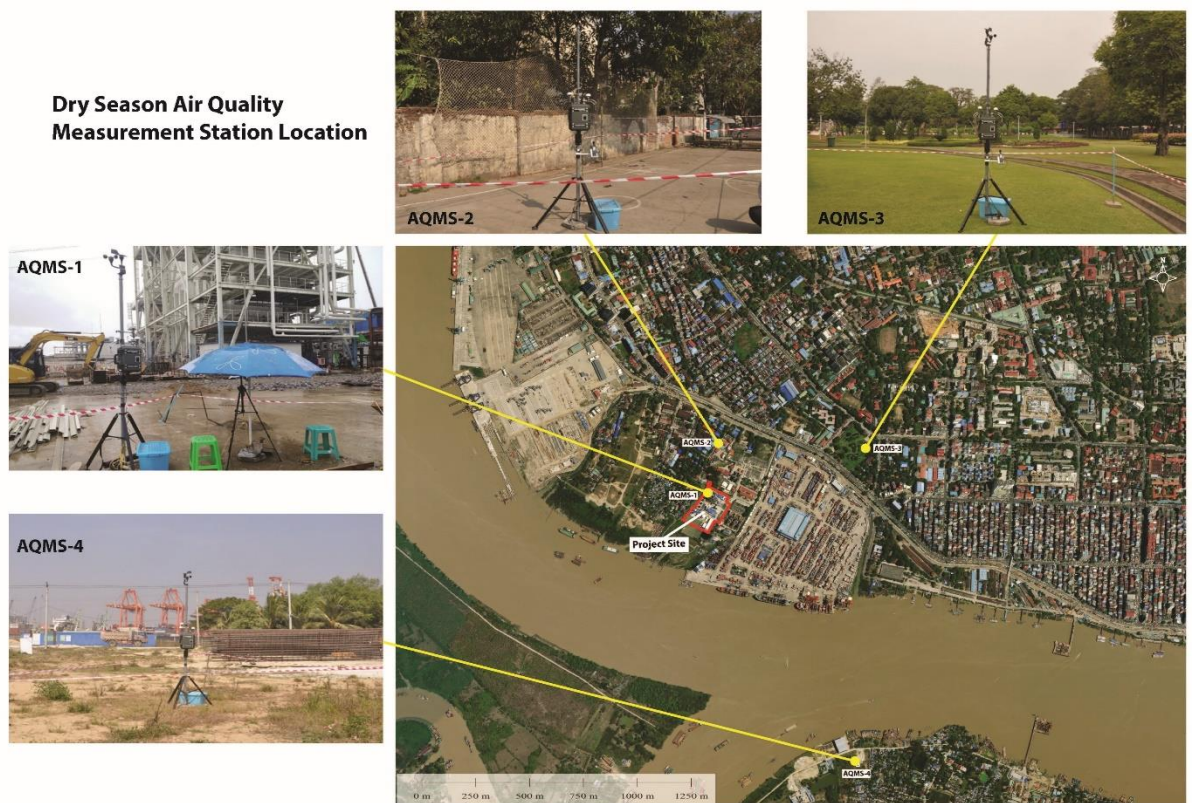 Dry Season Air Quality
Measurement Station Location
AQMS-2
AQMS-3
AQMS-1
AQMS-4
N
AQMS-2
AQMS-3
AQMS-1
Project Site
AQMS-4
0 m 250 m 500 m 750 m 1000 m 1250 m